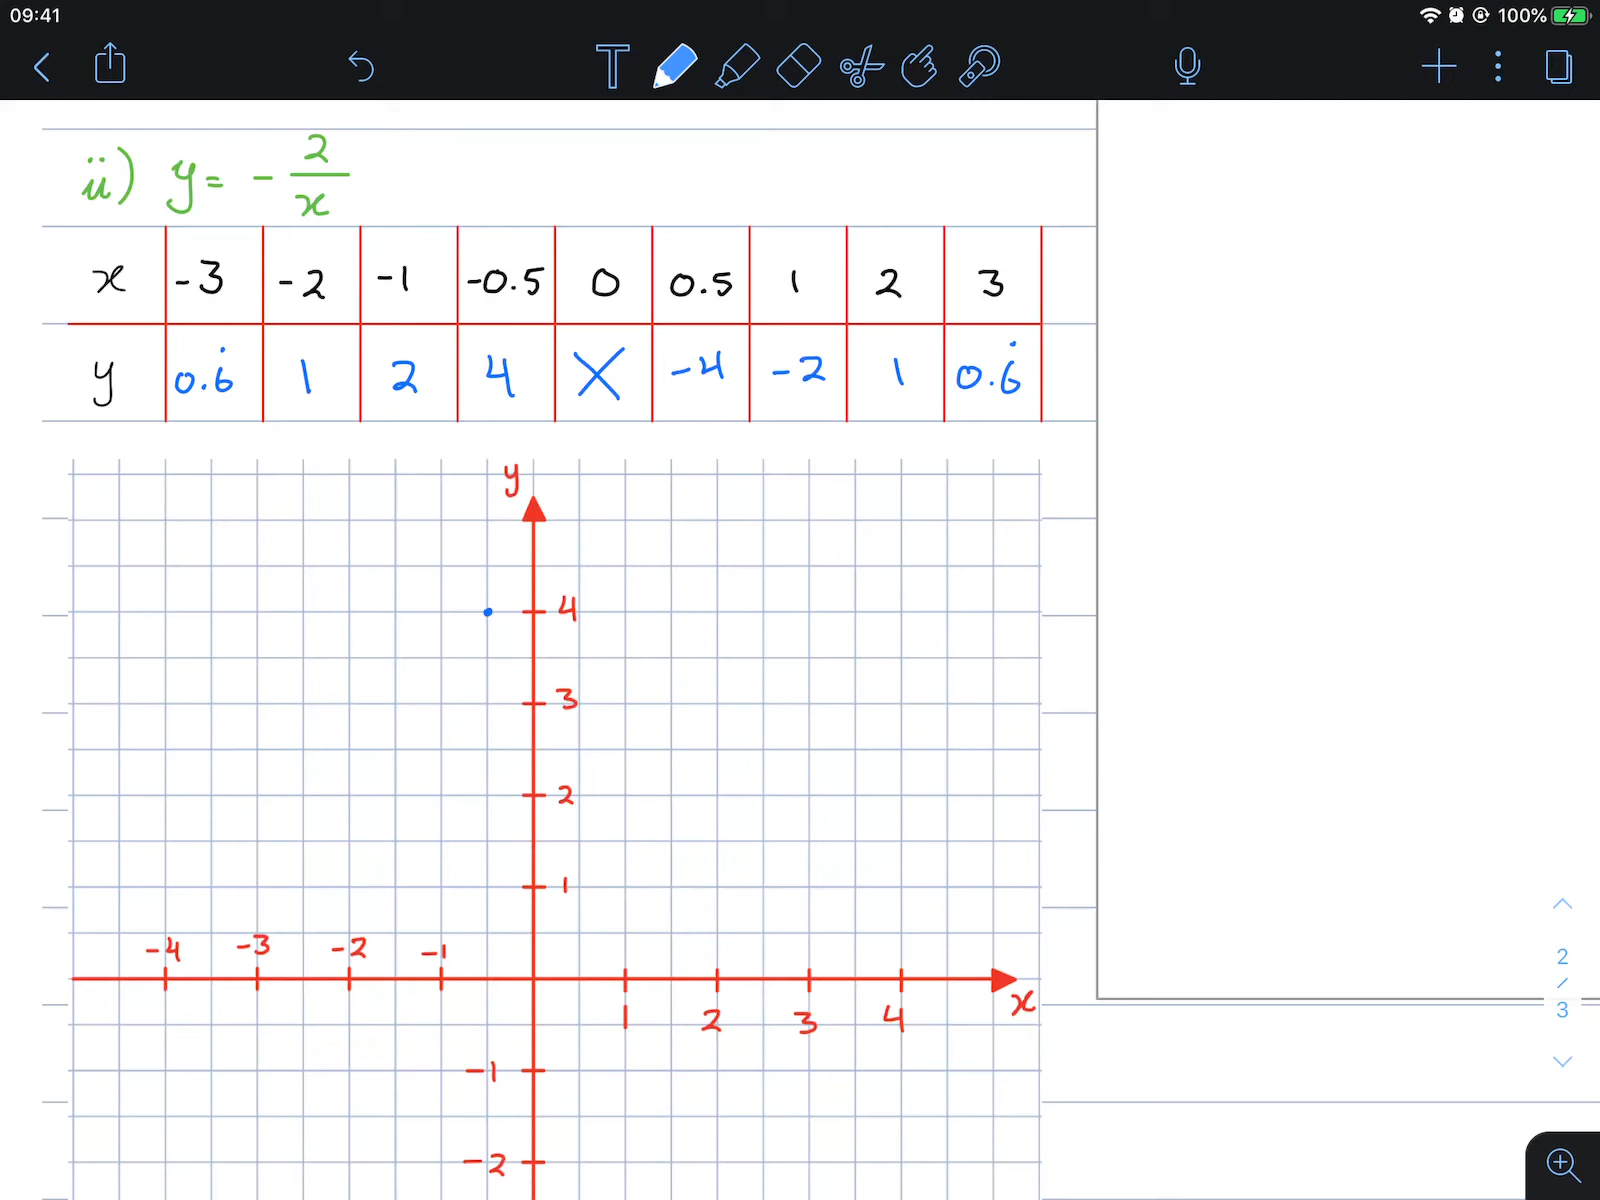 09:41 100%
ii) y = - 2/x
x -3 -2 -1 -0.5 0 0.5 1 2 3
y 0.6̇ 1 2 4 X -4 -2 1 0.6̇
y
4
3
2
1
-4 -3 -2 -1
1 2 3 4 x
-1
-2
2
/
3